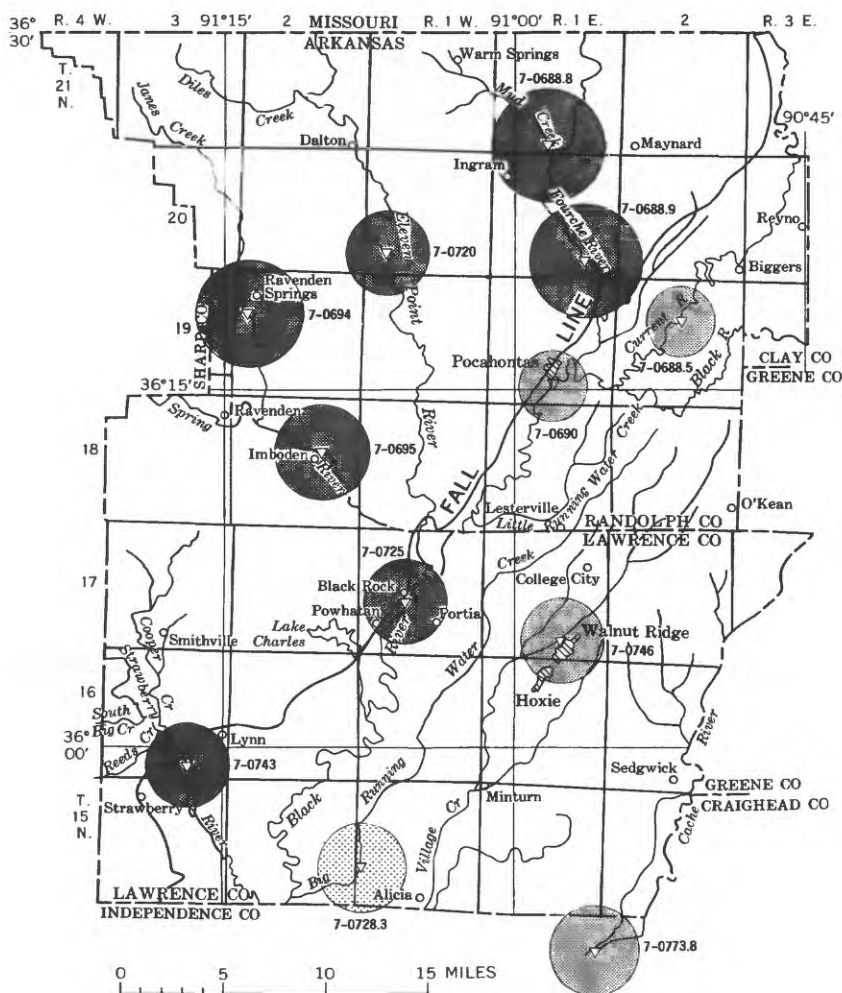 36° R. 4 W. 3 91°15' 2 MISSOURI R. 1 W. 91°00' R. 1 E. 2 R. 3 E.
30' ARKANSAS
T. 21 N.
Warm Springs
7-0688.8
Janes Creek
Diles Creek
Mud Creek
90°45'
Dalton
Maynard
Ingram
20
Eleven Point River
7-0720
Fourche River
7-0688.9
Reyno
Biggers
Ravenden Springs
19
7-0694
SHARP CO
Current R
Black R
7-0688.5
Pocahontas
FALL LINE
CLAY CO
GREENE CO
36°15'
7-0690
Spring River
Ravenden
18
Imboden
7-0695
Lesterville
Little Running Water Creek
O'Kean
RANDOLPH CO
LAWRENCE CO
7-0725
17
Black Rock
Powhatan
Portia
College City
Lake Charles
River
Cooper Cr
Smithville
Strawberry
Walnut Ridge
7-0746
Hoxie
16
South Big Cr
Reeds Cr
36° 00'
Lynn
7-0743
Sedgwick
River
GREENE CO
CRAIGHEAD CO
T. 15 N.
Strawberry
River
Black
Big Running Water Creek
Village Cr
Minturn
Cache
Alicia
LAWRENCE CO
INDEPENDENCE CO
7-0728.3
7-0773.8
0 5 10 15 MILES